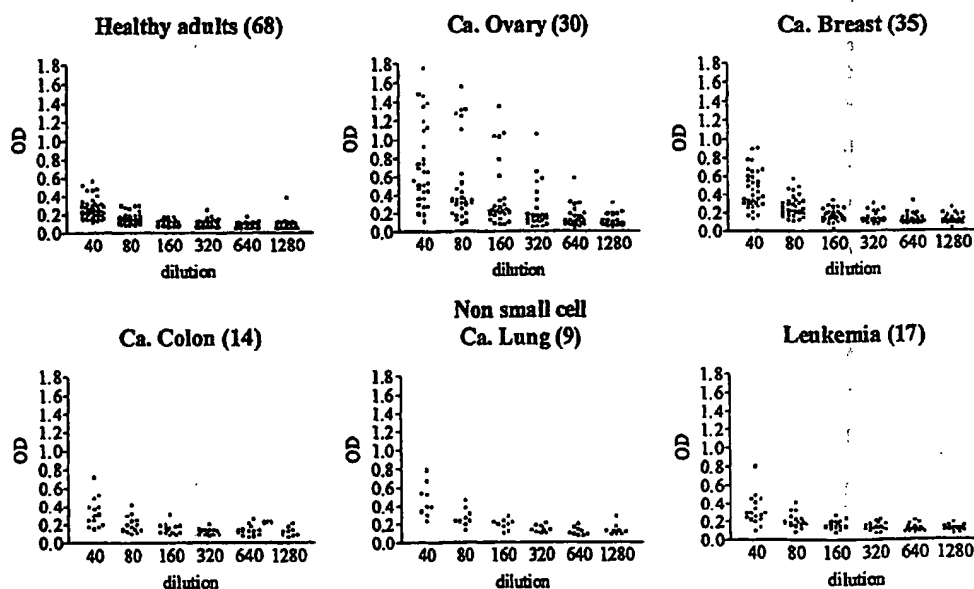 Healthy adults (68)
1.8
1.6
1.4
1.2
1.0
0.8
0.6
0.4
0.2
0.0
OD
40 80 160 320 640 1280
dilution
Ca. Ovary (30)
1.8
1.6
1.4
1.2
1.0
0.8
0.6
0.4
0.2
0.0
OD
40 80 160 320 640 1280
dilution
Ca. Breast (35)
1.8
1.6
1.4
1.2
1.0
0.8
0.6
0.4
0.2
0.0
OD
40 80 160 320 640 1280
dilution
Ca. Colon (14)
1.8
1.6
1.4
1.2
1.0
0.8
0.6
0.4
0.2
0.0
OD
40 80 160 320 640 1280
dilution
Non small cell
Ca. Lung (9)
1.8
1.6
1.4
1.2
1.0
0.8
0.6
0.4
0.2
0.0
OD
40 80 160 320 640 1280
dilution
Leukemia (17)
1.8
1.6
1.4
1.2
1.0
0.8
0.6
0.4
0.2
0.0
OD
40 80 160 320 640 1280
dilution